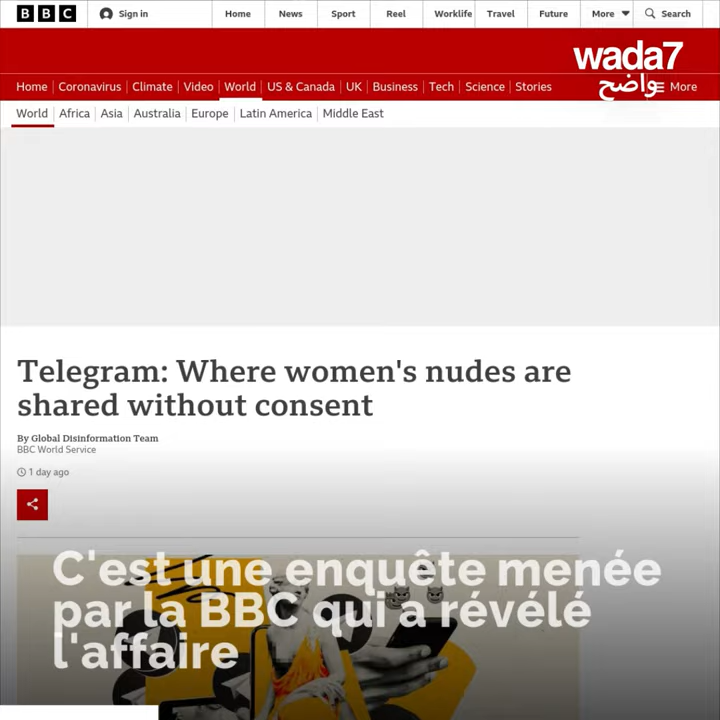 BBC Sign in Home News Sport Reel Worklife Travel Future More Search
wada7
واضح
Home Coronavirus Climate Video World US & Canada UK Business Tech Science Stories More
World Africa Asia Australia Europe Latin America Middle East
Telegram: Where women's nudes are
shared without consent
By Global Disinformation Team
BBC World Service
1 day ago
C'est une enquête menée
par la BBC qui a révélé
l'affaire